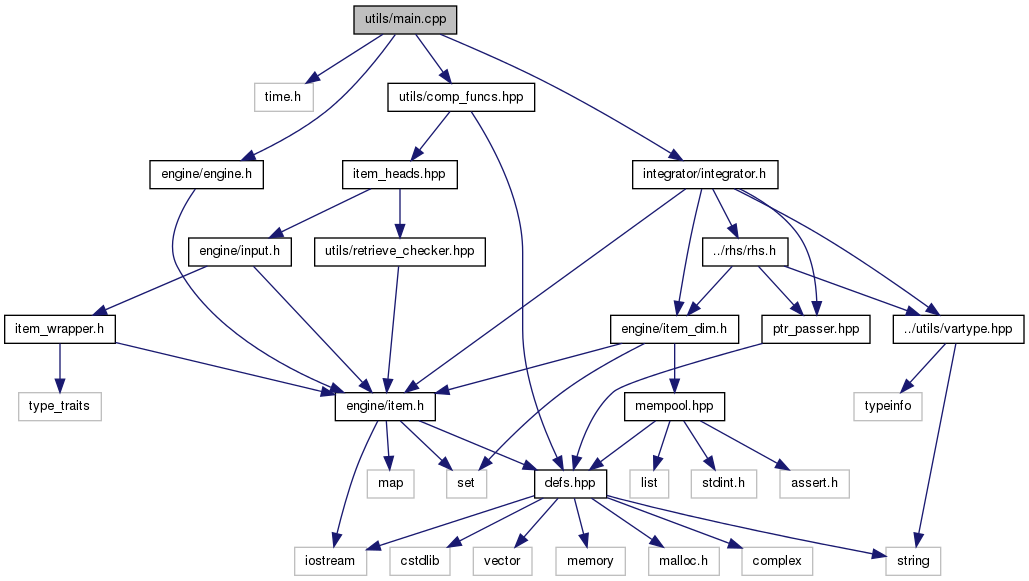 utils/main.cpp
time.h
utils/comp_funcs.hpp
engine/engine.h
item_heads.hpp
integrator/integrator.h
engine/input.h
utils/retrieve_checker.hpp
../rhs/rhs.h
item_wrapper.h
engine/item_dim.h
ptr_passer.hpp
../utils/vartype.hpp
type_traits
engine/item.h
mempool.hpp
typeinfo
map
set
defs.hpp
list
stdint.h
assert.h
iostream
cstdlib
vector
memory
malloc.h
complex
string